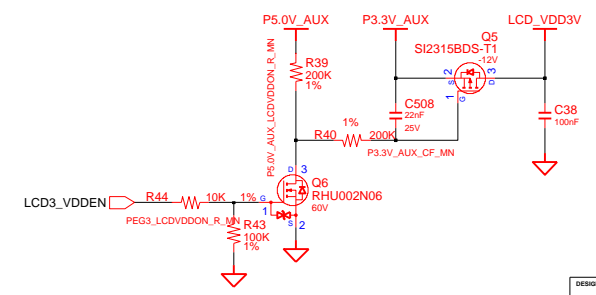 P5.0V_AUX
P3.3V_AUX
LCD_VDD3V
Q5
SI2315BDS-T1
-12V
2
3
S
D
1
G
P5.0V_AUX_LCDVDDON_R_MN
R39
200K
1%
C508
22nF
25V
C38
100nF
1%
R40
200K
P3.3V_AUX_CF_MN
D
3
Q6
RHU002N06
60V
LCD3_VDDEN
R44
10K
1%
G
1
S
2
PEG3_LCDVDDON_R_MN
R43
100K
1%
DESIG